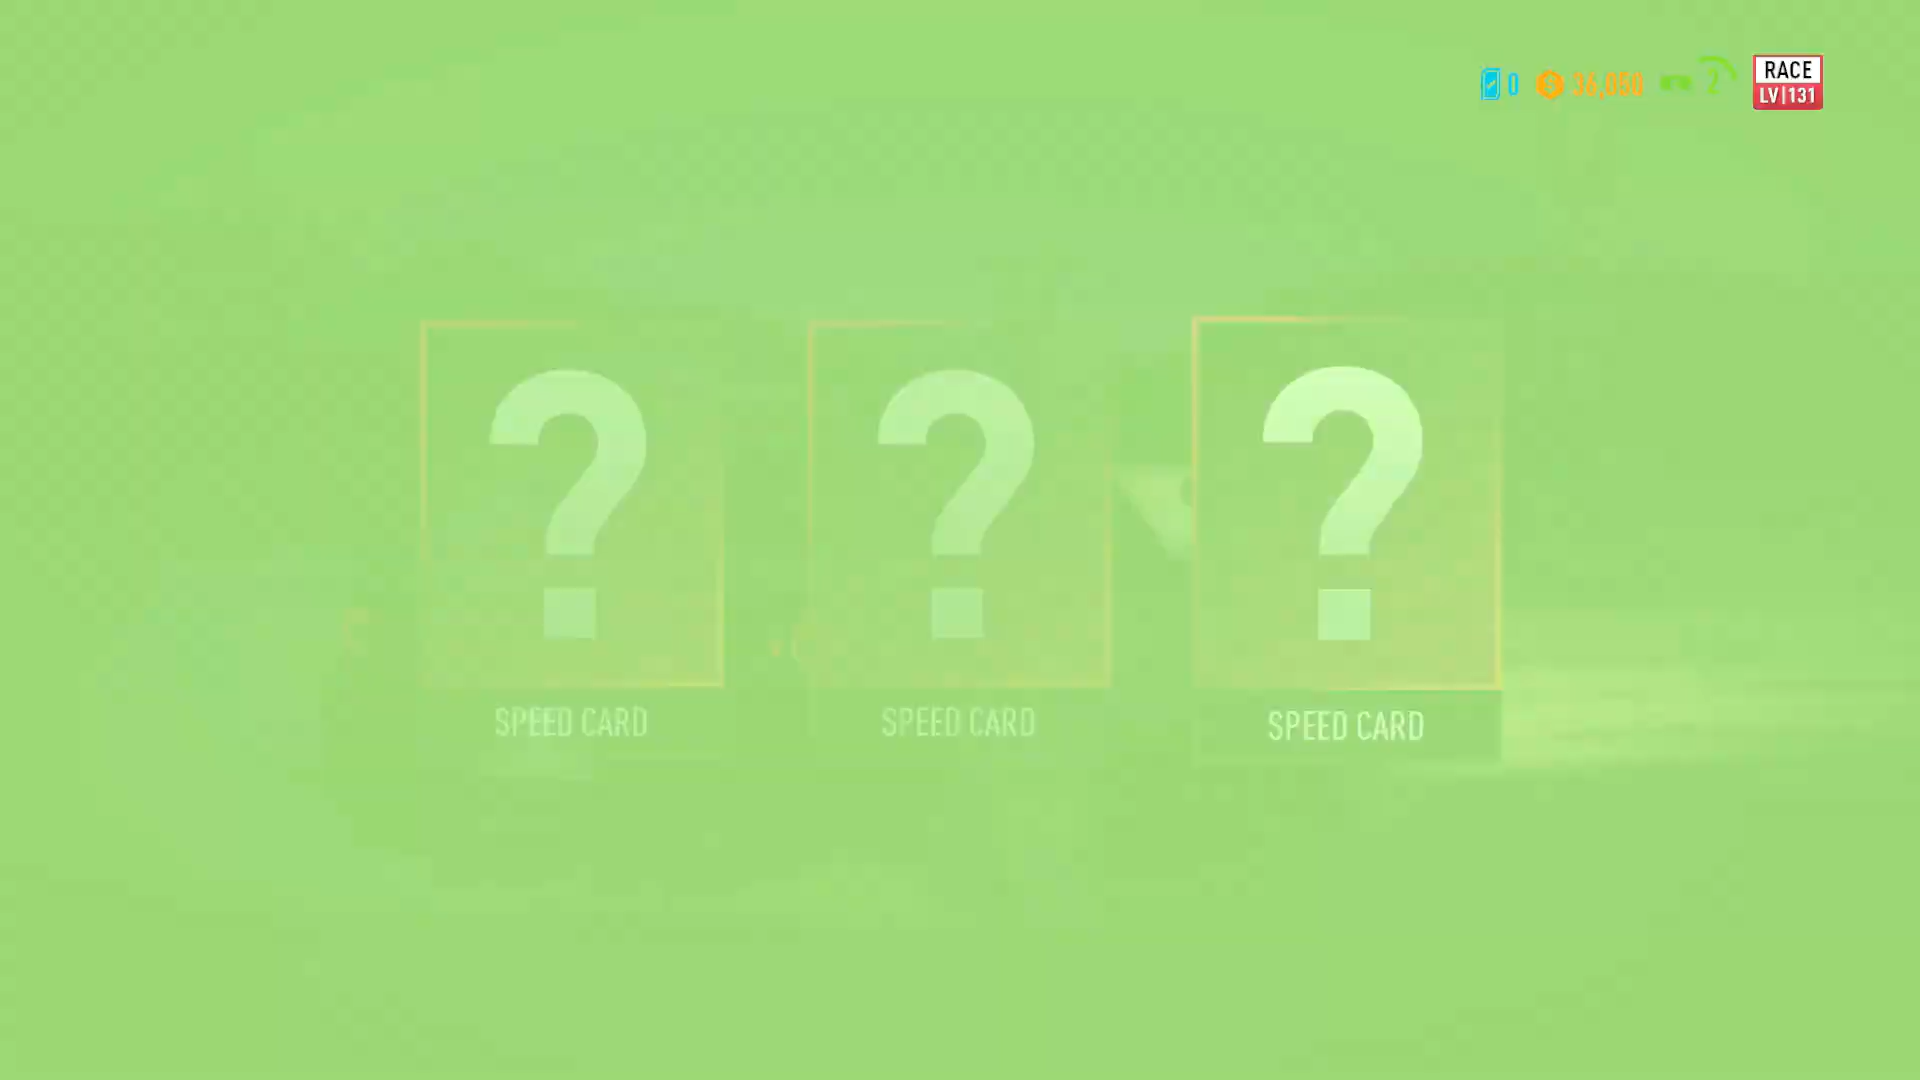 0 36,050 2 RACE
LV|131
? ? ?
SPEED CARD SPEED CARD SPEED CARD